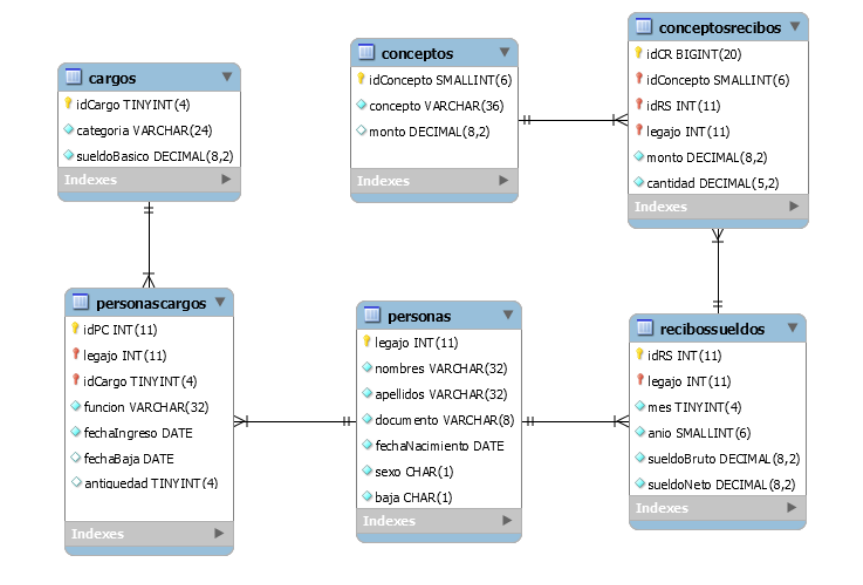 cargos
idCargo TINYINT(4)
categoria VARCHAR(24)
sueldoBasico DECIMAL(8,2)
Indexes
conceptos
idConcepto SMALLINT(6)
concepto VARCHAR(36)
monto DECIMAL(8,2)
Indexes
conceptosrecibos
idCR BIGINT(20)
idConcepto SMALLINT(6)
idRS INT(11)
legajo INT(11)
monto DECIMAL(8,2)
cantidad DECIMAL(5,2)
Indexes
personascargos
idPC INT(11)
legajo INT(11)
idCargo TINYINT(4)
funcion VARCHAR(32)
fechaIngreso DATE
fechaBaja DATE
antiguedad TINYINT(4)
Indexes
personas
legajo INT(11)
nombres VARCHAR(32)
apellidos VARCHAR(32)
documento VARCHAR(8)
fechaNacimiento DATE
sexo CHAR(1)
baja CHAR(1)
Indexes
recibossueldos
idRS INT(11)
legajo INT(11)
mes TINYINT(4)
anio SMALLINT(6)
sueldoBruto DECIMAL(8,2)
sueldoNeto DECIMAL(8,2)
Indexes